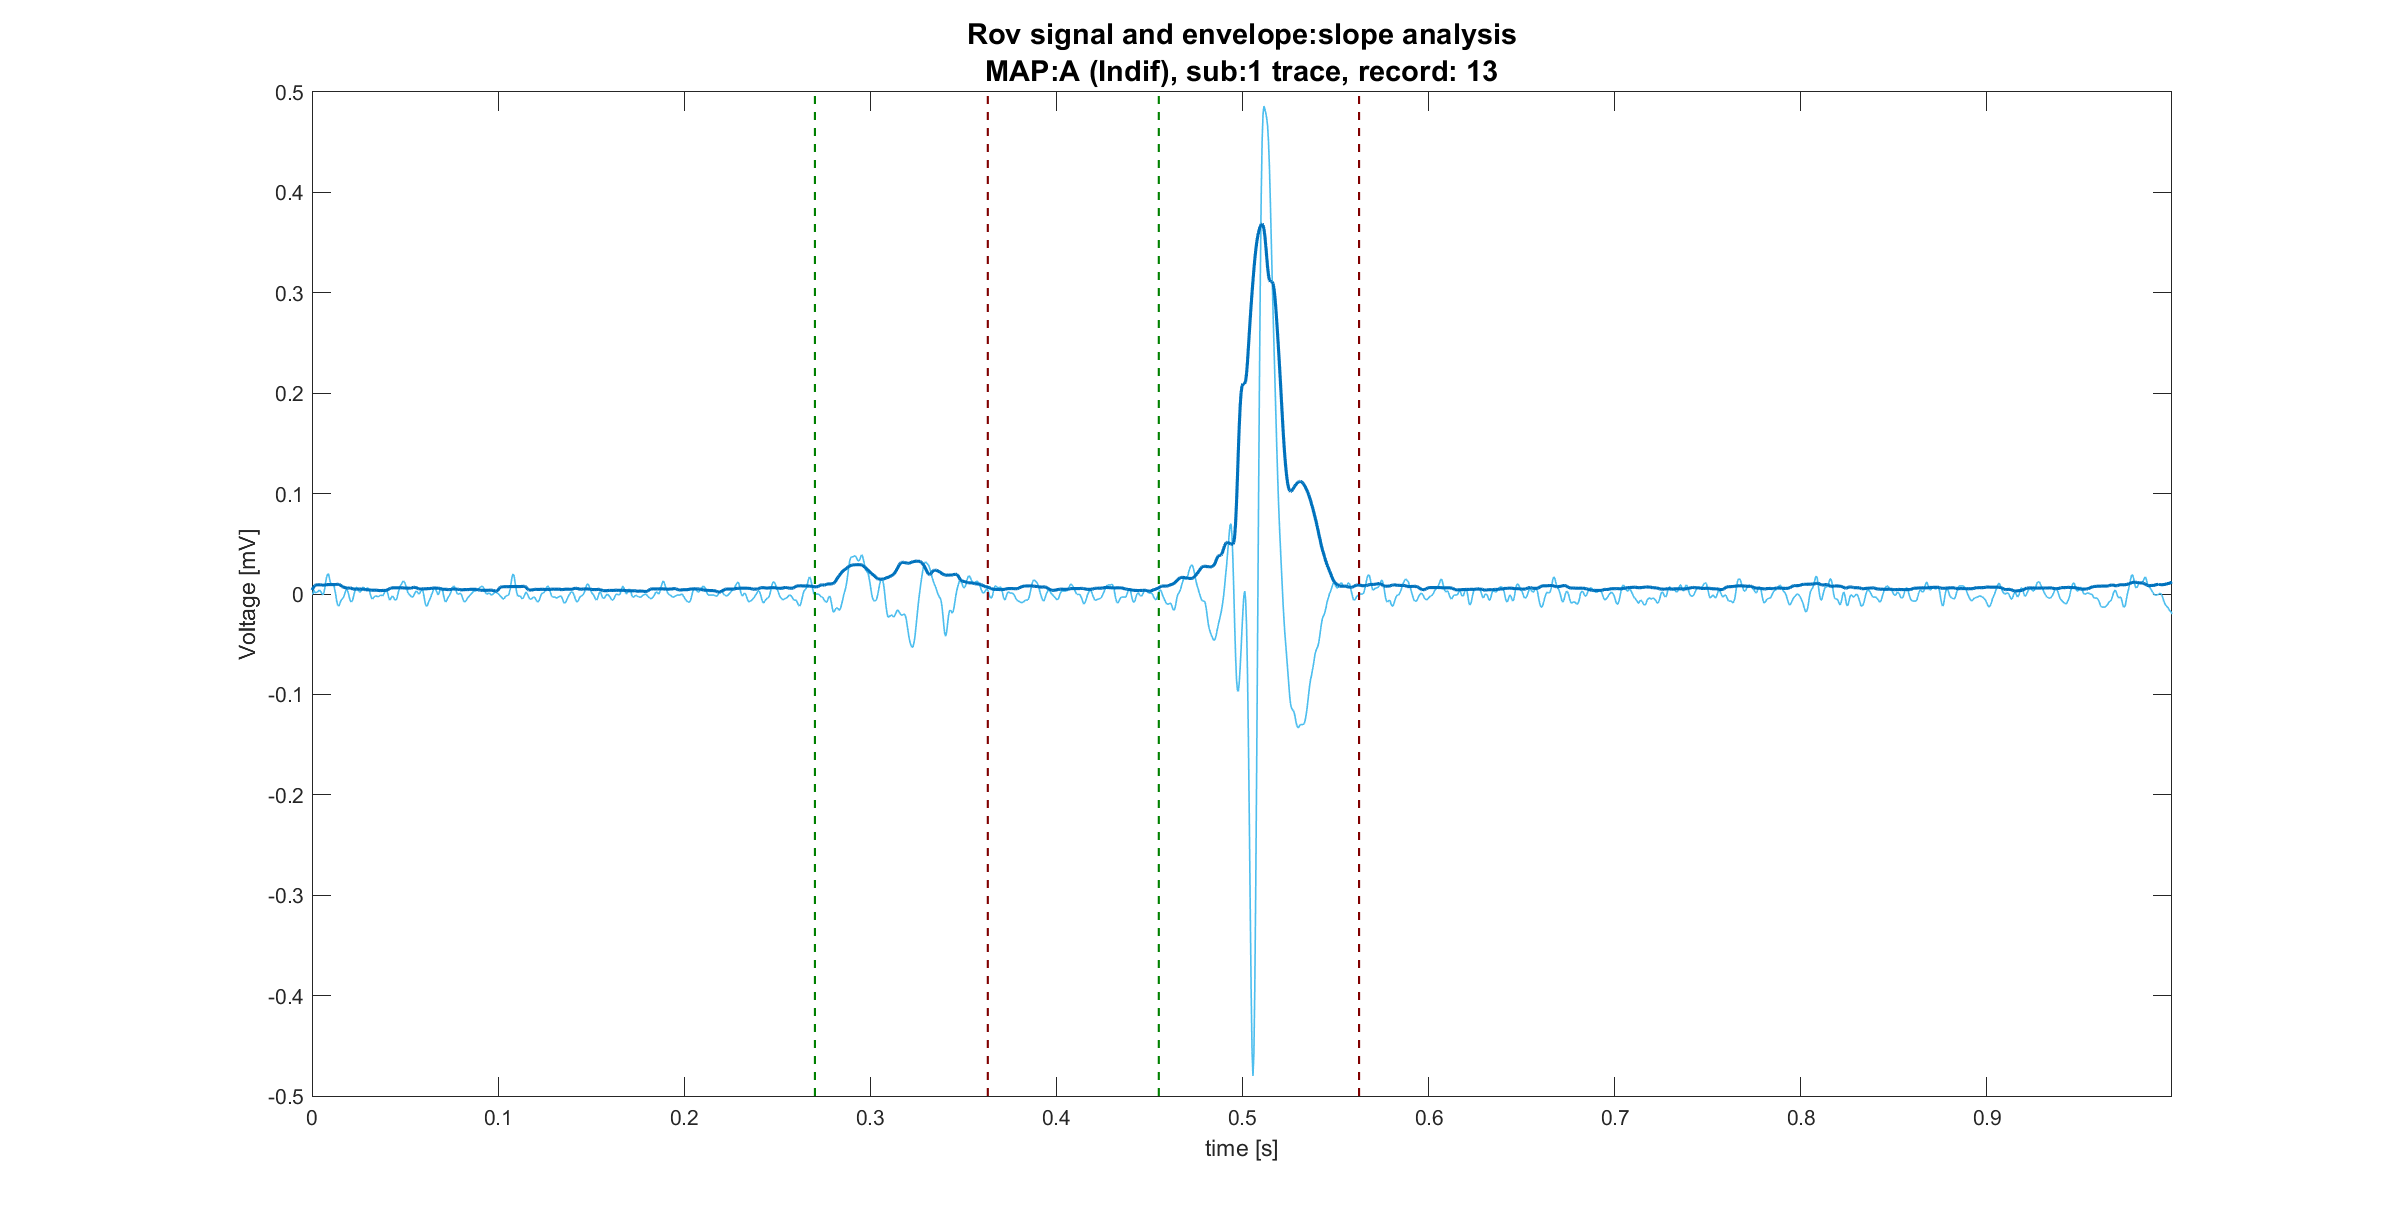 Rov signal and envelope:slope analysis
MAP:A (Indif), sub:1 trace, record: 13
0.5
0.4
0.3
0.2
0.1
0
-0.1
-0.2
-0.3
-0.4
-0.5
Voltage [mV]
0 0.1 0.2 0.3 0.4 0.5 0.6 0.7 0.8 0.9
time [s]